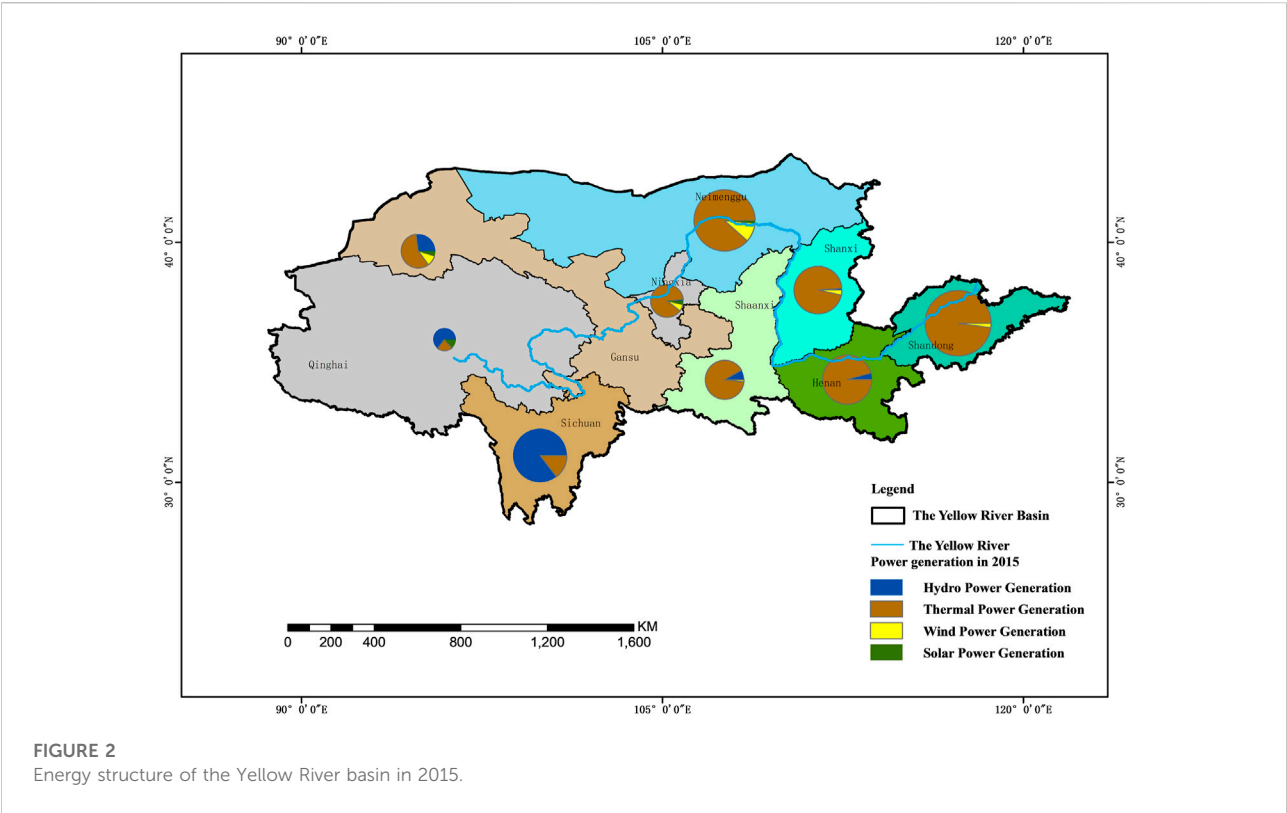 90° 0′0″E
105° 0′0″E
120° 0′0″E
40° 0′0″N
40° 0′0″N
Neimenggu
Shanxi
Ningxia
Shaanxi
Shandong
Gansu
Qinghai
Henan
Sichuan
30° 0′0″N
30° 0′0″N
Legend
The Yellow River Basin
The Yellow River
Power generation in 2015
Hydro Power Generation
Thermal Power Generation
Wind Power Generation
Solar Power Generation
KM
0 200 400 800 1,200 1,600
90° 0′0″E
105° 0′0″E
120° 0′0″E
FIGURE 2
Energy structure of the Yellow River basin in 2015.